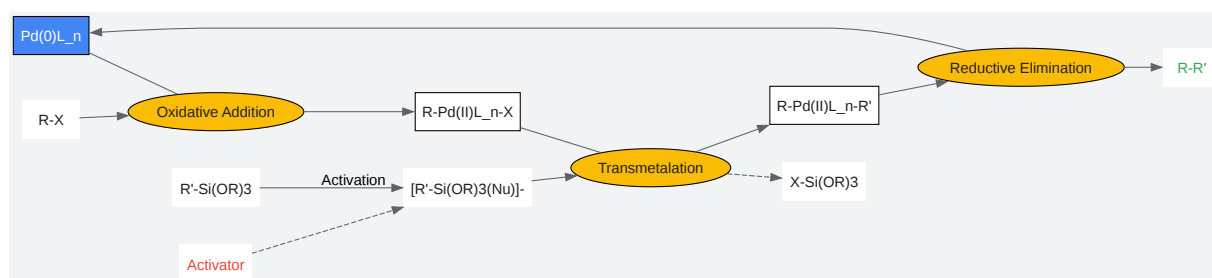 Pd(0)L_n
R-X
Oxidative Addition
R-Pd(II)L_n-X
R'-Si(OR)3
Activation
[R'-Si(OR)3(Nu)]-
Activator
Transmetalation
R-Pd(II)L_n-R'
X-Si(OR)3
Reductive Elimination
R-R'